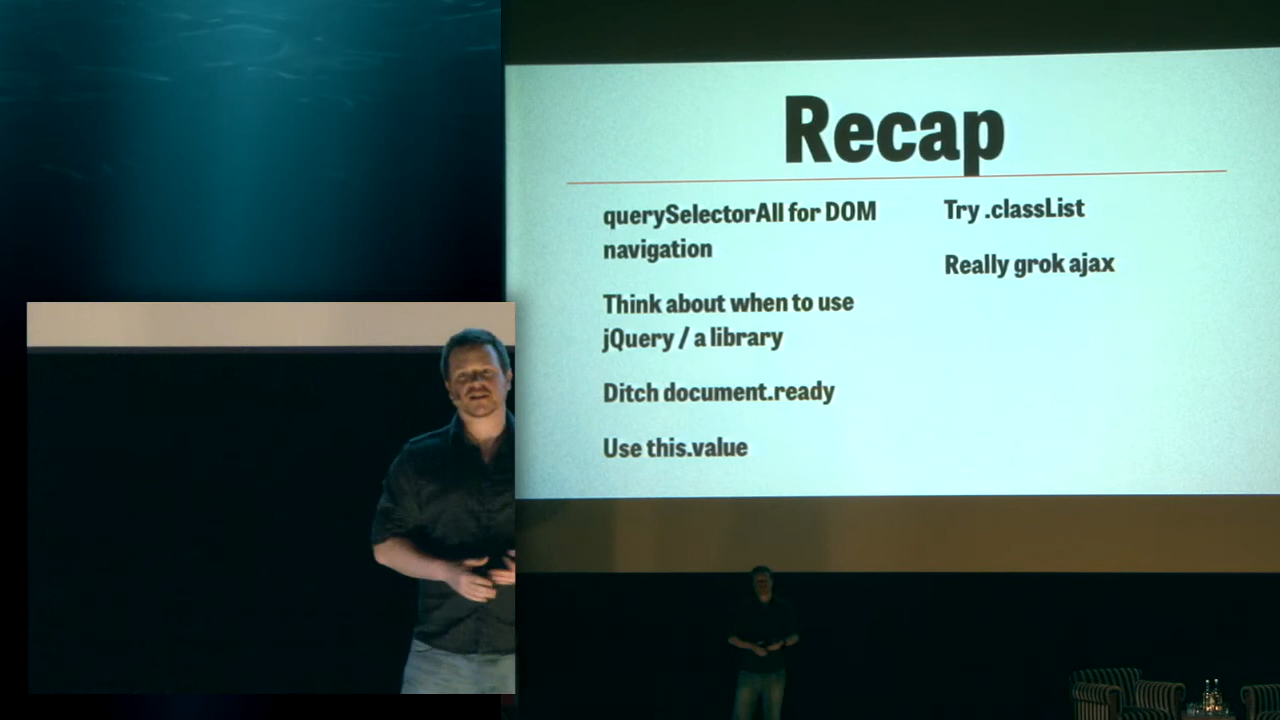 Recap
querySelectorAll for DOM
navigation
Think about when to use
jQuery / a library
Ditch document.ready
Use this.value
Try .classList
Really grok ajax